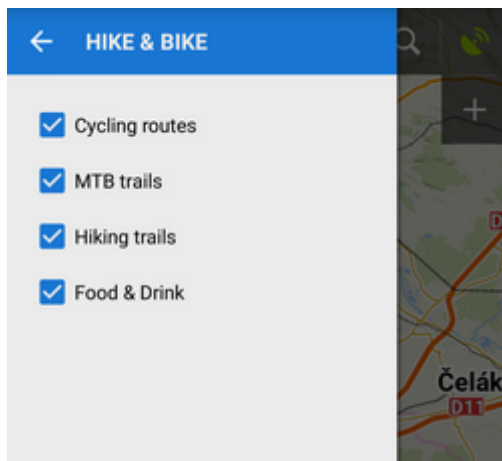 HIKE & BIKE
Cycling routes
MTB trails
Hiking trails
Food & Drink
Čelák
D11